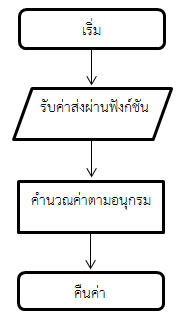 เริ่ม
รับค่าส่งผ่านฟังก์ชัน
คำนวณค่าตามอนุกรม
คืนค่า